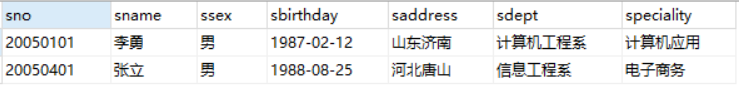 sno sname ssex sbirthday saddress sdept speciality
20050101 李勇 男 1987-02-12 山东济南 计算机工程系 计算机应用
20050401 张立 男 1988-08-25 河北唐山 信息工程系 电子商务